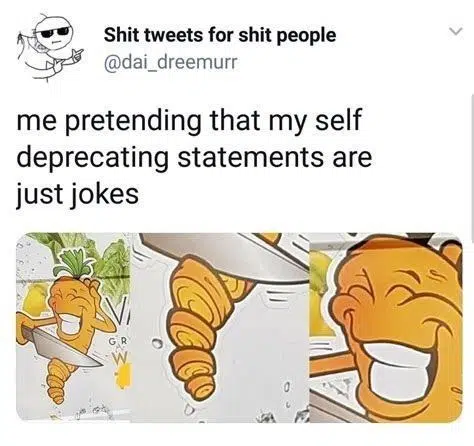 Shit tweets for shit people
@dai_dreemurr
me pretending that my self
deprecating statements are
just jokes